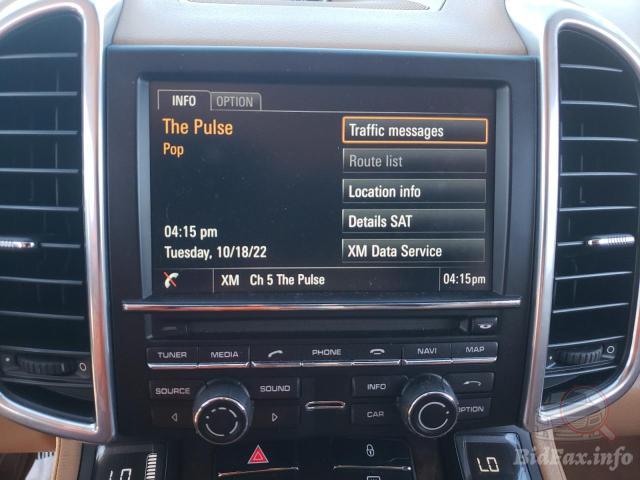 INFO OPTION
The Pulse
Pop
Traffic messages
Route list
Location info
Details SAT
XM Data Service
04:15 pm
Tuesday, 10/18/22
XM Ch 5 The Pulse 04:15pm
TUNER MEDIA PHONE NAVI MAP
SOURCE SOUND INFO
CAR OPTION
LO LO
BidFax.info